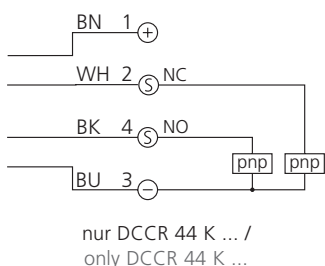 BN 1 +
WH 2 S NC
BK 4 S NO
pnp pnp
BU 3 −
nur DCCR 44 K ... /
only DCCR 44 K ...